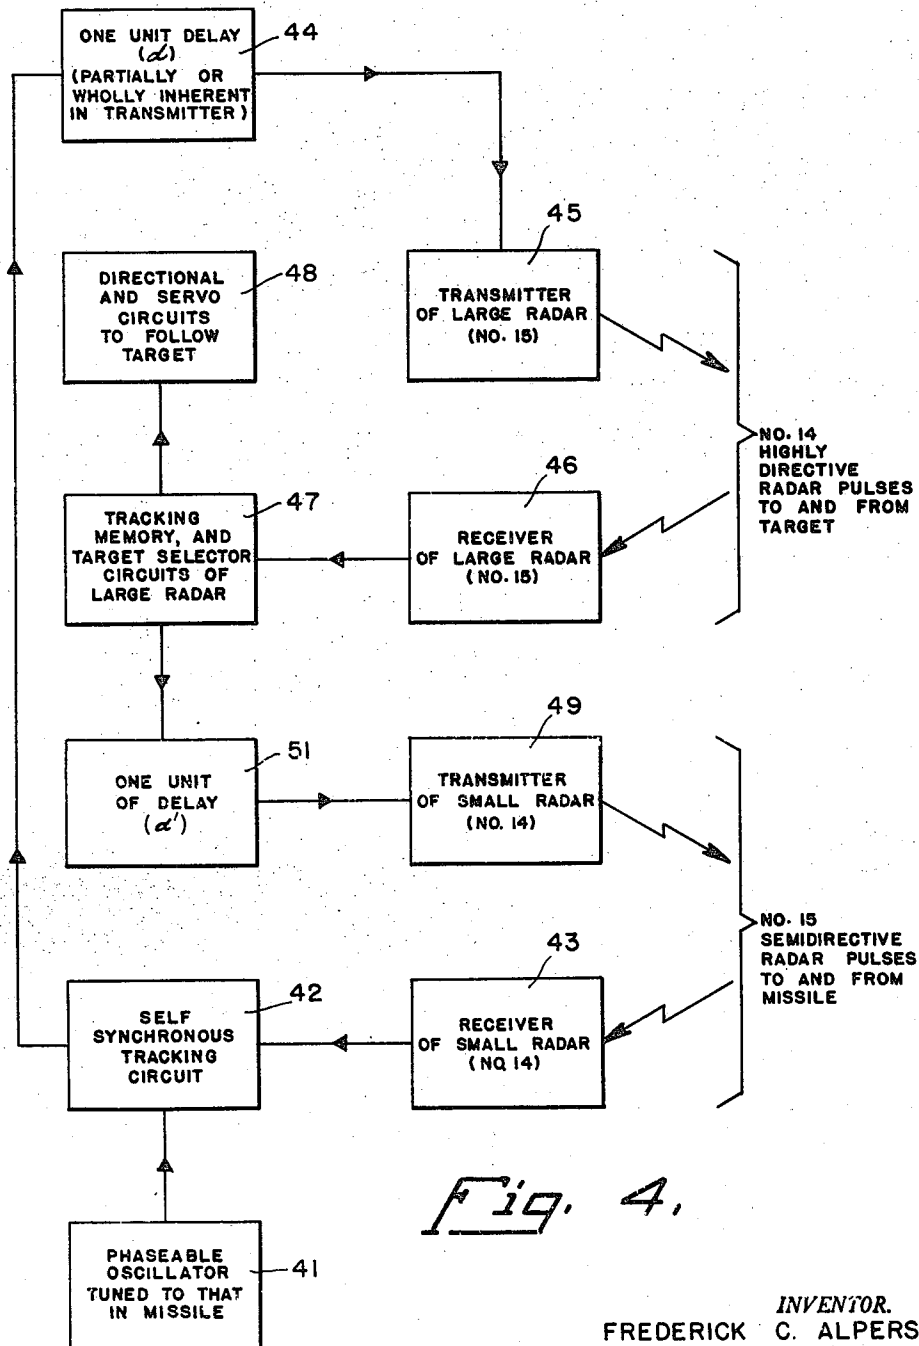 ONE UNIT DELAY
(α)
(PARTIALLY OR
WHOLLY INHERENT
IN TRANSMITTER)
44
DIRECTIONAL
AND SERVO
CIRCUITS
TO FOLLOW
TARGET
48
45
TRANSMITTER
OF LARGE RADAR
(NO. 15)
NO. 14
HIGHLY
DIRECTIVE
RADAR PULSES
TO AND FROM
TARGET
TRACKING
MEMORY, AND
TARGET SELECTOR
CIRCUITS OF
LARGE RADAR
47
46
RECEIVER
OF LARGE RADAR
(NO. 15)
ONE UNIT
OF DELAY
(α')
51
49
TRANSMITTER
OF SMALL RADAR
(NO. 14)
NO. 15
SEMIDIRECTIVE
RADAR PULSES
TO AND FROM
MISSILE
SELF
SYNCHRONOUS
TRACKING
CIRCUIT
42
43
RECEIVER
OF SMALL RADAR
(NO. 14)
PHASEABLE
OSCILLATOR
TUNED TO THAT
IN MISSILE
41
Fig. 4.
INVENTOR.
FREDERICK C. ALPERS